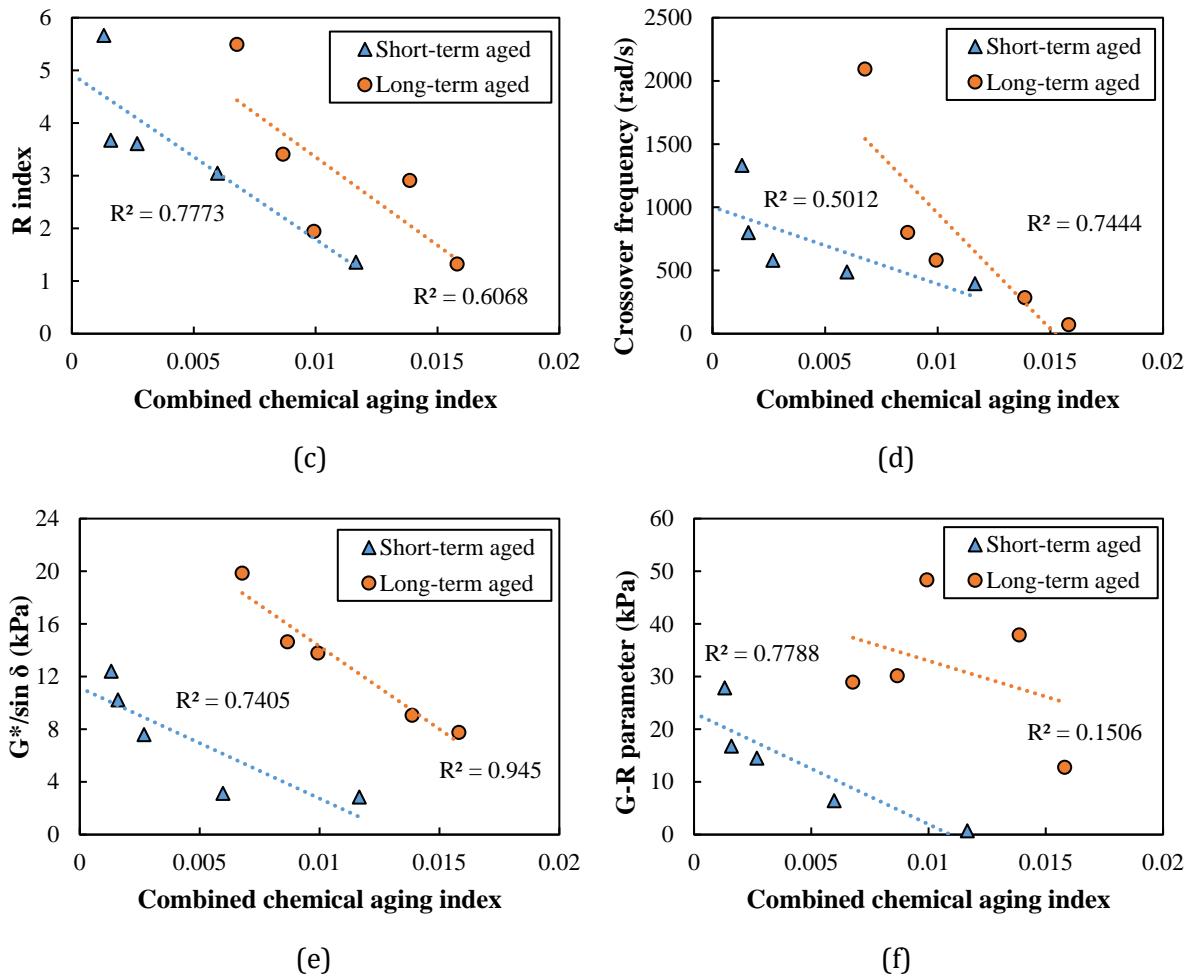 6
5
4
3
2
1
0
R index
Short-term aged
Long-term aged
R² = 0.7773
R² = 0.6068
0 0.005 0.01 0.015 0.02
Combined chemical aging index
(c)
2500
2000
1500
1000
500
0
Crossover frequency (rad/s)
Short-term aged
Long-term aged
R² = 0.5012
R² = 0.7444
0 0.005 0.01 0.015 0.02
Combined chemical aging index
(d)
24
20
16
12
8
4
0
G*/sin δ (kPa)
Short-term aged
Long-term aged
R² = 0.7405
R² = 0.945
0 0.005 0.01 0.015 0.02
Combined chemical aging index
(e)
60
50
40
30
20
10
0
G-R parameter (kPa)
Short-term aged
Long-term aged
R² = 0.7788
R² = 0.1506
0 0.005 0.01 0.015 0.02
Combined chemical aging index
(f)